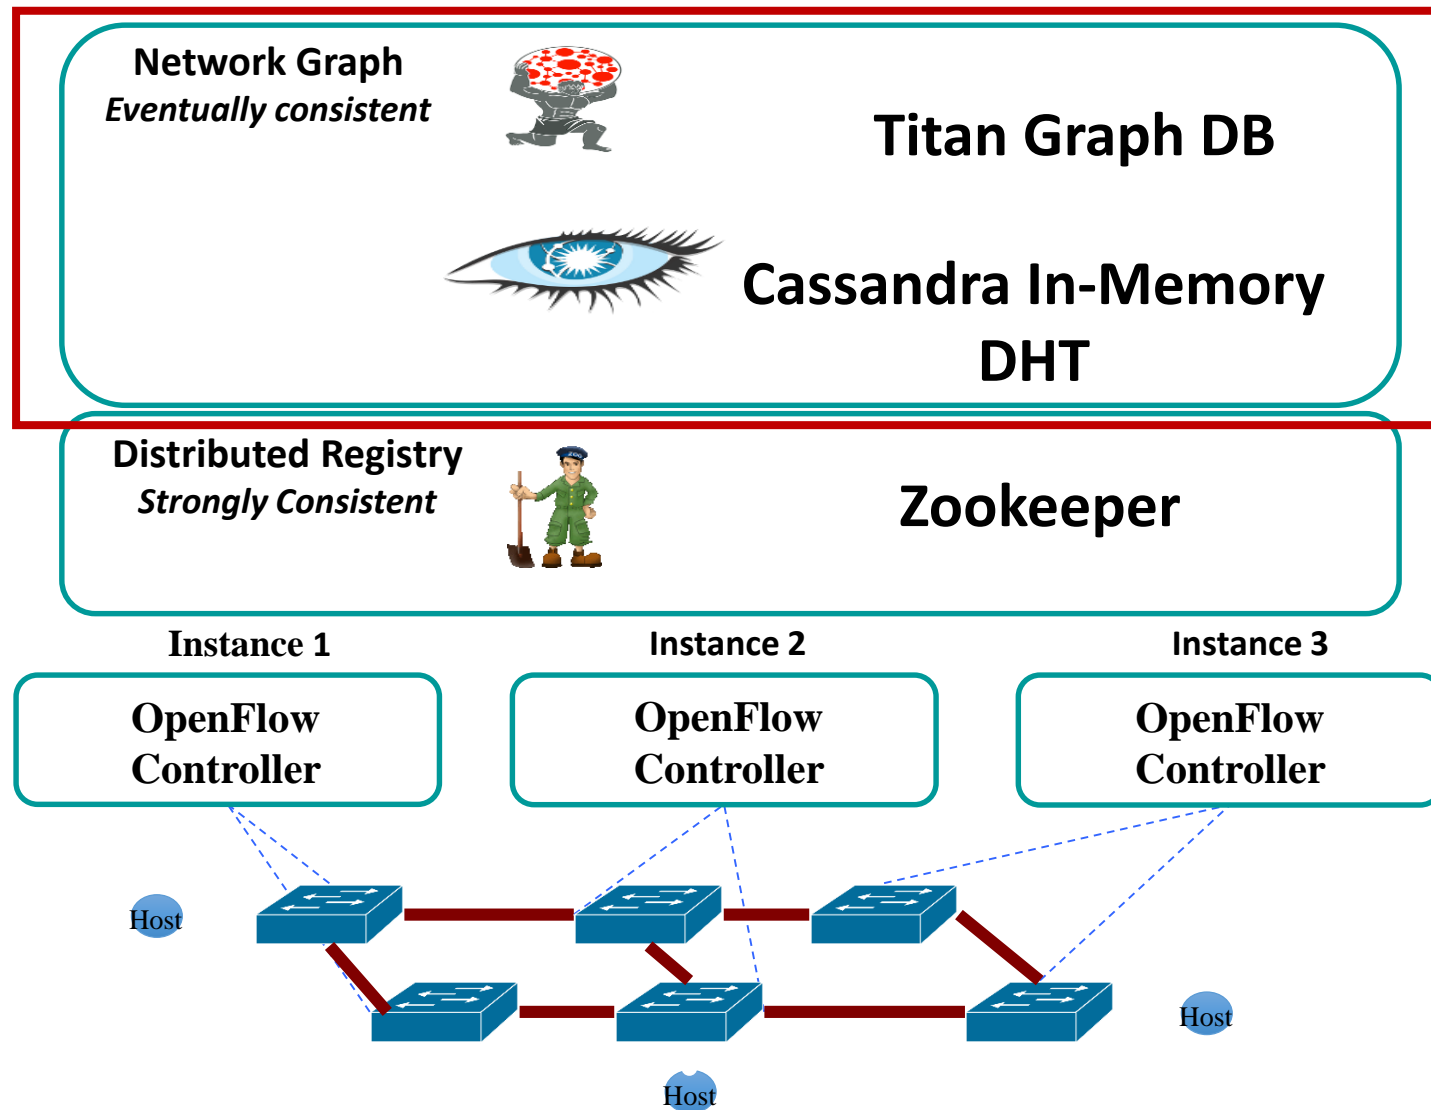 Network Graph
Eventually consistent
Titan Graph DB
Cassandra In-Memory
DHT
Distributed Registry
Strongly Consistent
ZOO
Zookeeper
Instance 1
Instance 2
Instance 3
OpenFlow
Controller
OpenFlow
Controller
OpenFlow
Controller
Host
Host
Host